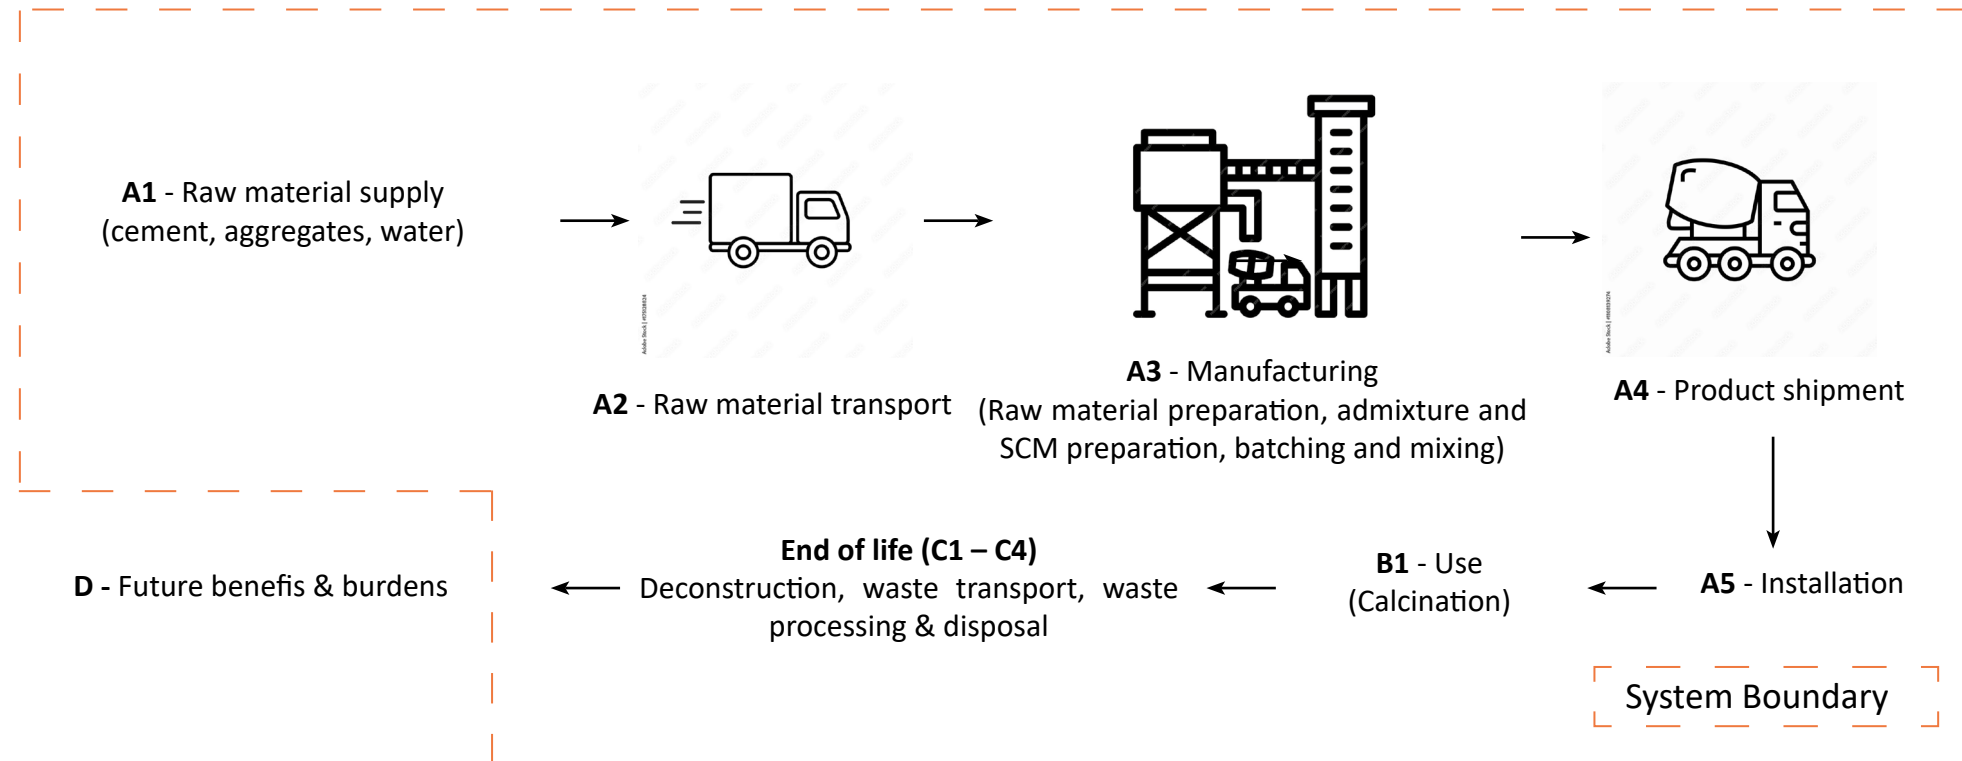 A1 - Raw material supply
(cement, aggregates, water)
A2 - Raw material transport
A3 - Manufacturing
(Raw material preparation, admixture and
SCM preparation, batching and mixing)
A4 - Product shipment
A5 - Installation
B1 - Use
(Calcination)
End of life (C1 – C4)
Deconstruction, waste transport, waste
processing & disposal
D - Future benefis & burdens
System Boundary